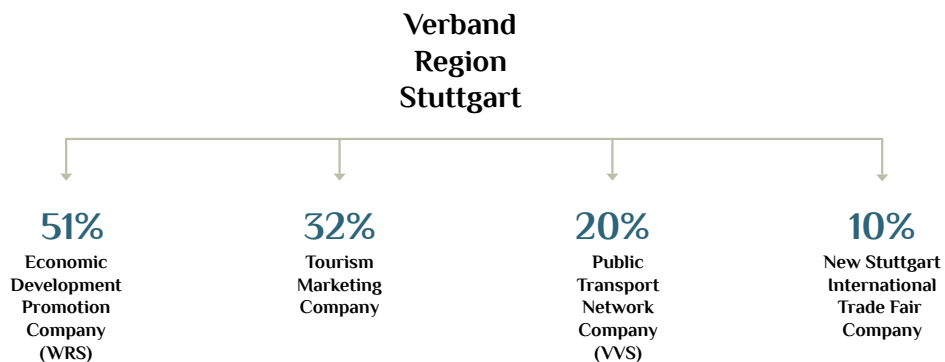 Verband
Region
Stuttgart
51%
Economic
Development
Promotion
Company
(WRS)
32%
Tourism
Marketing
Company
20%
Public
Transport
Network
Company
(VVS)
10%
New Stuttgart
International
Trade Fair
Company